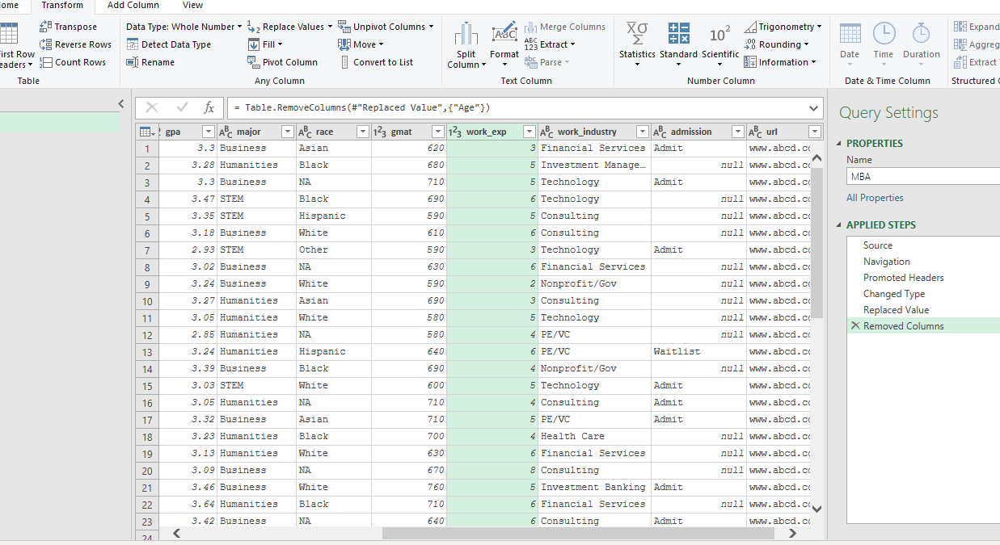 ome Transform Add Column View
Transpose Data Type: Whole Number Replace Values Unpivot Columns Merge Columns Trigonometry Expand
Reverse Rows Detect Data Type Fill Move Extract Rounding Aggreg
irst Row eaders Count Rows Rename Pivot Column Convert to List Split Column Format Parse Statistics Standard Scientific Information Date Time Duration Extract
Table Any Column Text Column Number Column Date & Time Column Structured C
= Table.RemoveColumns(#"Replaced Value",{"Age"})
gpa major race gmat work_exp work_industry admission url
1 3.3 Business Asian 620 3 Financial Services Admit www.abcd.co
2 3.28 Humanities Black 680 5 Investment Manage… null www.abcd.co
3 3.3 Business NA 710 5 Technology Admit www.abcd.co
4 3.47 STEM Black 690 6 Technology null www.abcd.co
5 3.35 STEM Hispanic 590 5 Consulting null www.abcd.co
6 3.18 Business White 610 6 Consulting null www.abcd.co
7 2.93 STEM Other 590 3 Technology Admit www.abcd.co
8 3.02 Business NA 630 6 Financial Services null www.abcd.co
9 3.24 Business White 590 2 Nonprofit/Gov null www.abcd.co
10 3.27 Humanities Asian 690 3 Consulting null www.abcd.co
11 3.05 Humanities White 580 5 Technology null www.abcd.co
12 2.85 Humanities NA 580 4 PE/VC null www.abcd.co
13 3.24 Humanities Hispanic 640 6 PE/VC Waitlist www.abcd.co
14 3.39 Business Black 690 4 Nonprofit/Gov null www.abcd.co
15 3.03 STEM White 600 5 Technology Admit www.abcd.co
16 3.05 Humanities NA 710 4 Consulting Admit www.abcd.co
17 3.32 Business Asian 710 5 PE/VC Admit www.abcd.co
18 3.23 Humanities Black 700 4 Health Care null www.abcd.co
19 3.13 Humanities White 630 6 Financial Services null www.abcd.co
20 3.09 Business NA 670 8 Consulting null www.abcd.co
21 3.46 Business White 760 5 Investment Banking Admit www.abcd.co
22 3.64 Humanities Black 710 6 Financial Services null www.abcd.co
23 3.42 Business NA 640 6 Consulting Admit www.abcd.co
24
Query Settings
PROPERTIES
Name
MBA
All Properties
APPLIED STEPS
Source
Navigation
Promoted Headers
Changed Type
Replaced Value
Removed Columns